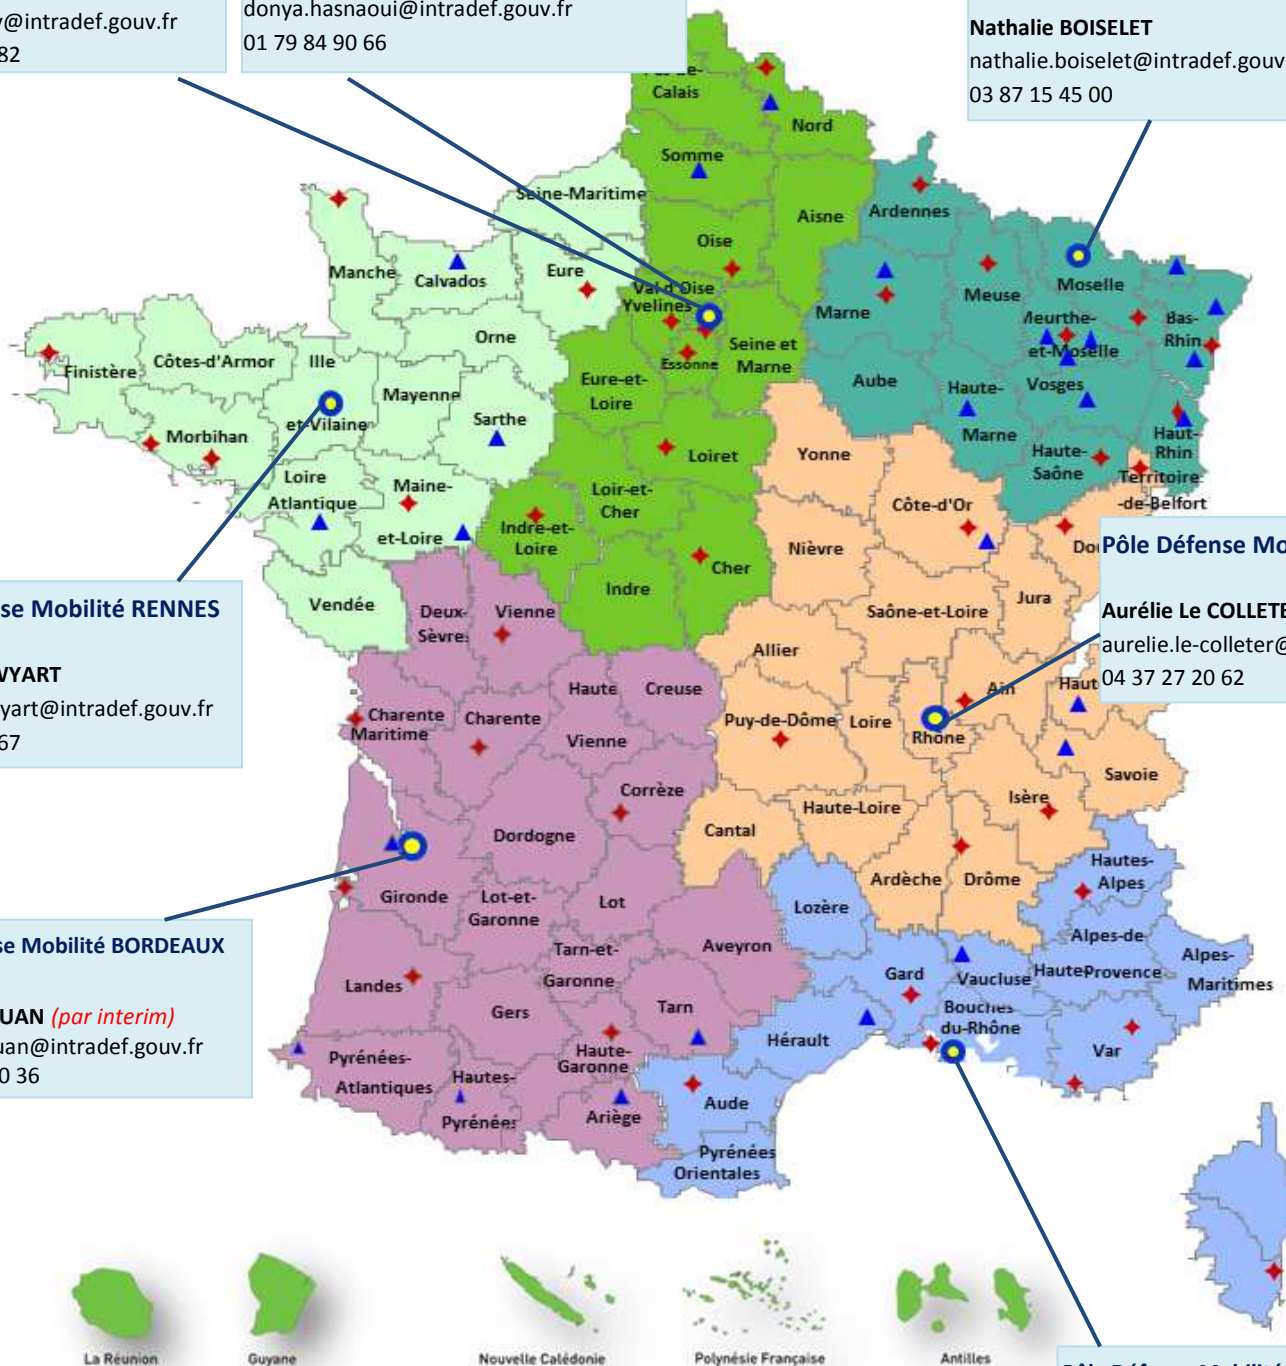 donya.hasnaoui@intradef.gouv.fr
01 79 84 90 66
@intradef.gouv.fr
82
Nathalie BOISELET
nathalie.boiselet@intradef.gouv
03 87 15 45 00
Calais
Nord
Somme
Aisne
Seine-Maritime
Oise
Ardennes
Manche
Calvados
Eure
Val d'Oise
Yvelines
Marne
Meuse
Moselle
Meurthe-
et-Moselle
Bas-
Rhin
Orne
Essonne
Seine et
Marne
Finistère
Côtes-d'Armor
Ille
et-Vilaine
Mayenne
Sarthe
Eure-et-
Loire
Aube
Haute-
Marne
Vosges
Haut-
Rhin
Morbihan
Loiret
Yonne
Haute-
Saône
Territoire
-de-Belfort
Loire
Atlantique
Maine-
et-Loire
Loir-et-
Cher
Côte-d'Or
Indre-et-
Loire
Nièvre
Dou
Cher
Indre
Vendée
Deux-
Sèvre
Vienne
Saône-et-Loire
Jura
Pôle Défense Mo
Aurélie Le COLLETE
aurelie.le-colleter@
04 37 27 20 62
se Mobilité RENNES
VYART
yart@intradef.gouv.fr
67
Allier
Ain
Haut
Haute
Vienne
Creuse
Charente
Maritime
Charente
Puy-de-Dôme
Loire
Rhône
Savoie
Corrèze
Isère
Haute-Loire
Cantal
Dordogne
Ardèche
Drôme
Hautes-
Alpes
Gironde
Lot-et-
Garonne
Lot
Lozère
se Mobilité BORDEAUX
UAN (par interim)
uan@intradef.gouv.fr
0 36
Aveyron
Tarn-et-
Garonne
Landes
Gers
Tarn
Gard
Vaucluse
Alpes-de-
Haute Provence
Alpes-
Maritimes
Bouches
du-Rhône
Hérault
Var
Haute-
Garonne
Pyrénées-
Atlantiques
Hautes-
Pyrénées
Ariège
Aude
Pyrénées
Orientales
La Réunion
Guyane
Nouvelle Calédonie
Polynésie Française
Antilles